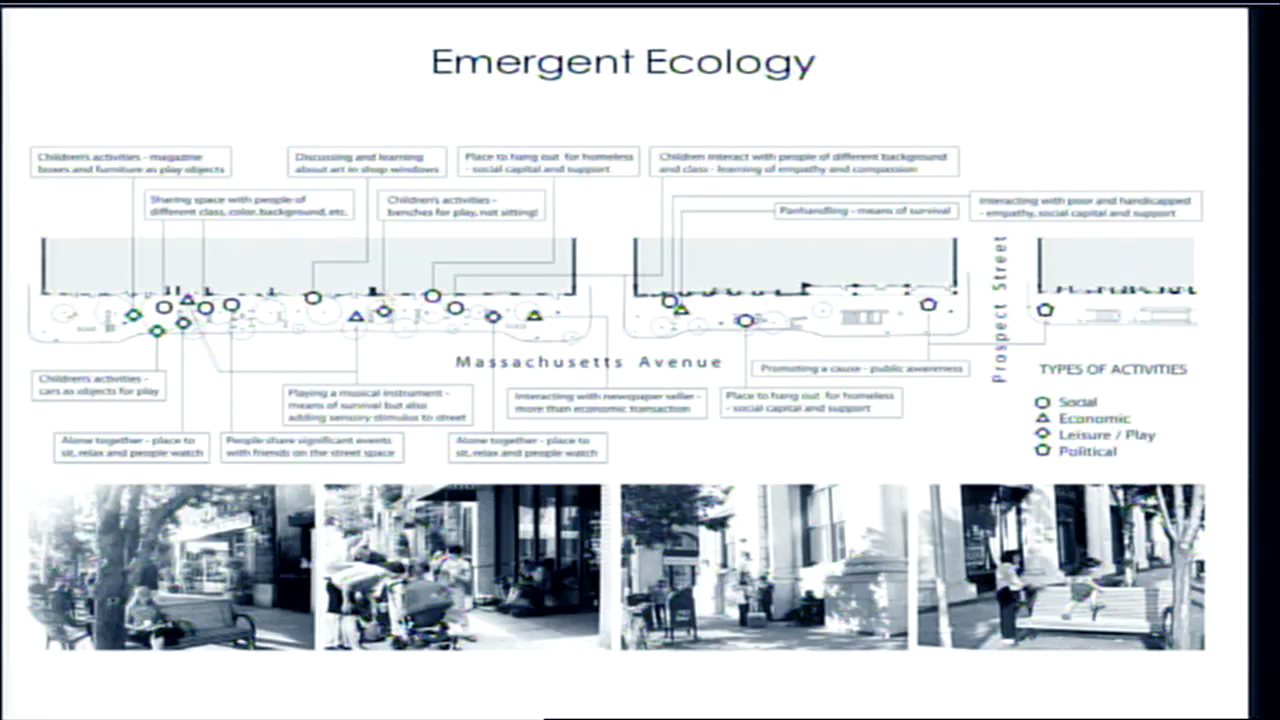 Emergent Ecology
Children's activities - magazine
boxes and furniture as play objects
Discussing and learning
about art in shop windows
Place to hang out for homeless
- social capital and support
Children interact with people of different background
and class - learning of empathy and compassion
Sharing space with people of
different class, color, background, etc.
Children's activities -
benches for play, not sitting!
Panhandling - means of survival
Interacting with poor and handicapped
- empathy, social capital and support
Prospect Street
Massachusetts Avenue
Promoting a cause - public awareness
TYPES OF ACTIVITIES
Social
Economic
Leisure / Play
Political
Children's activities -
cars as objects for play
Playing a musical instrument -
means of survival but also
adding sensory stimulus to street
Interacting with newspaper seller -
more than economic transaction
Place to hang out for homeless
- social capital and support
Alone together - place to
sit, relax and people watch
People share significant events
with friends on the street space
Alone together - place to
sit, relax and people watch